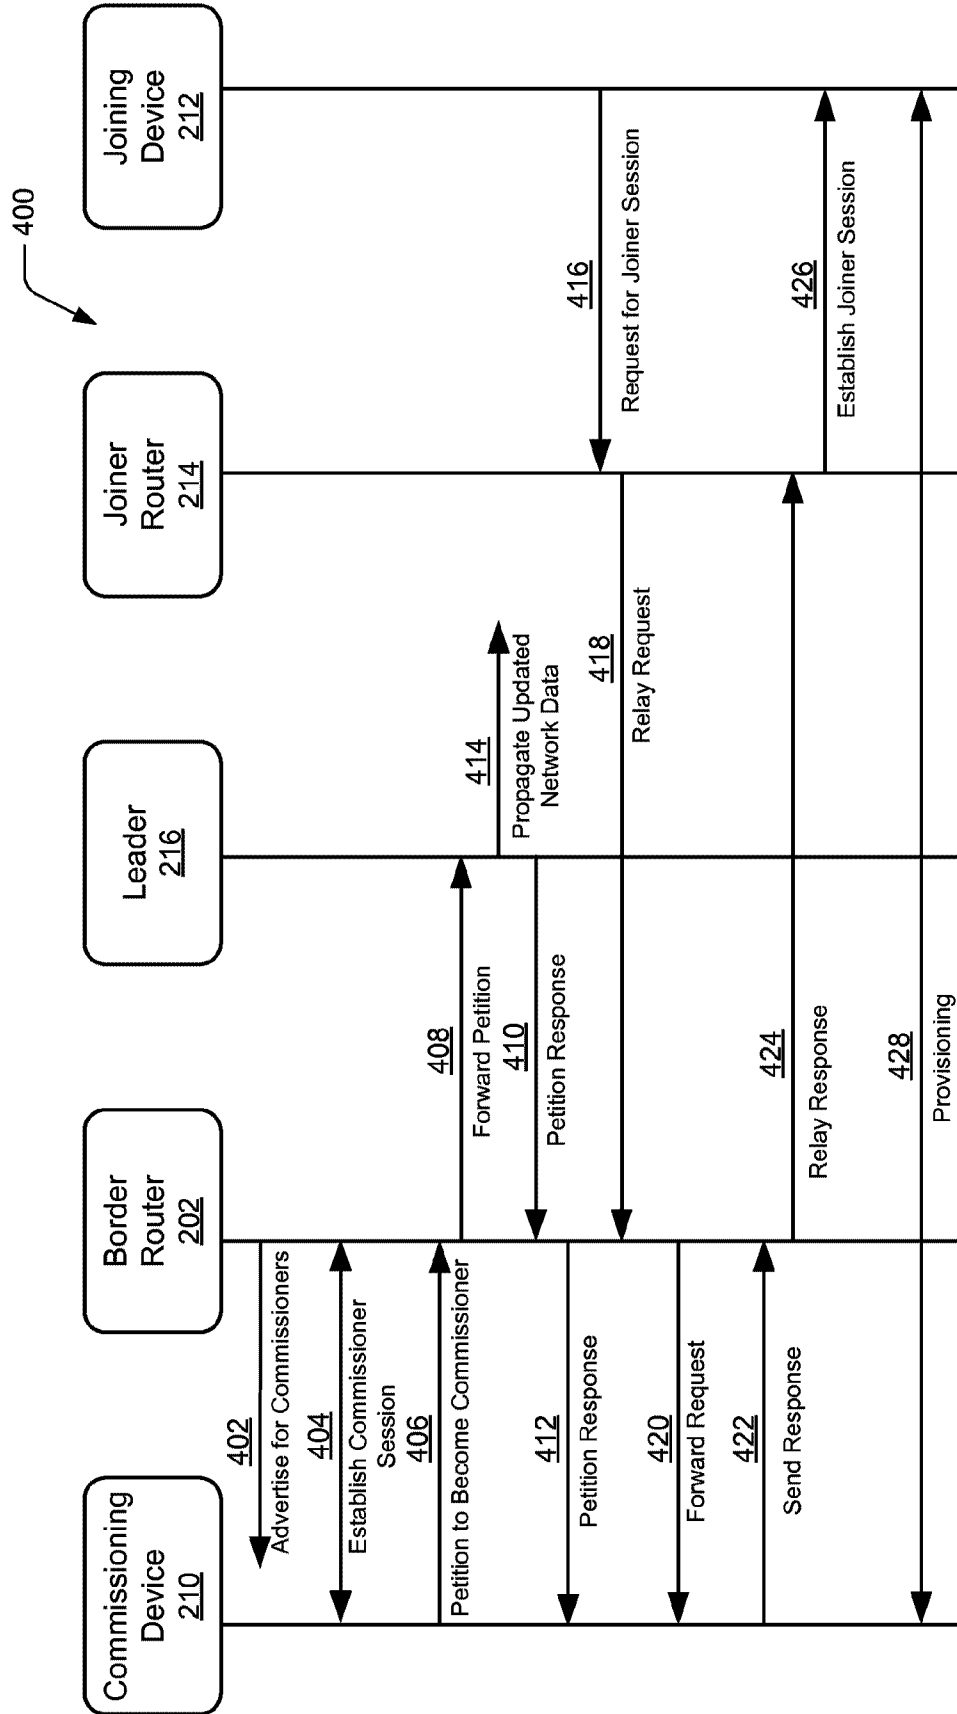 400
Commissioning
Device
210
Border
Router
202
Leader
216
Joiner
Router
214
Joining
Device
212
402
Advertise for Commissioners
404
Establish Commissioner
Session
406
Petition to Become Commissioner
408
Forward Petition
414
Propagate Updated
Network Data
410
Petition Response
412
Petition Response
416
Request for Joiner Session
418
Relay Request
420
Forward Request
422
Send Response
424
Relay Response
426
Establish Joiner Session
428
Provisioning